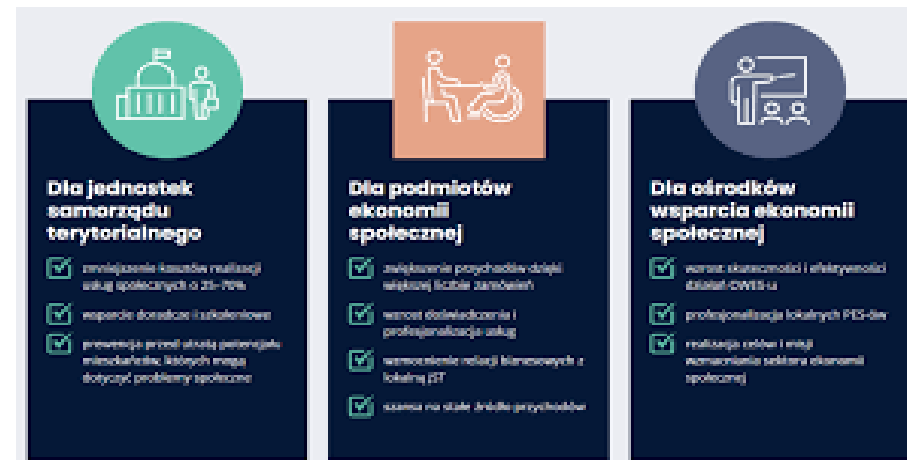 Dla jednostek
samorządu
terytorialnego
zmniejszenie kosztów realizacji
usług społecznych o 25-70%
wsparcie doradcze i szkoleniowe
prewencja przed utratą potencjału
mieszkańców, których mogą
dotyczyć problemy społeczne
Dla podmiotów
ekonomii
społecznej
zwiększenie przychodów dzięki
większej liczbie zamówień
wzrost doświadczenia i
profesjonalizacja usług
wzmocnienie relacji biznesowych z
lokalną JST
szansa na stałe źródło przychodów
Dla ośrodków
wsparcia ekonomii
społecznej
wzrost skuteczności i efektywności
działań OWES-u
profesjonalizacja lokalnych PES-ów
realizacja celów i misji
wzmacniania sektora ekonomii
społecznej